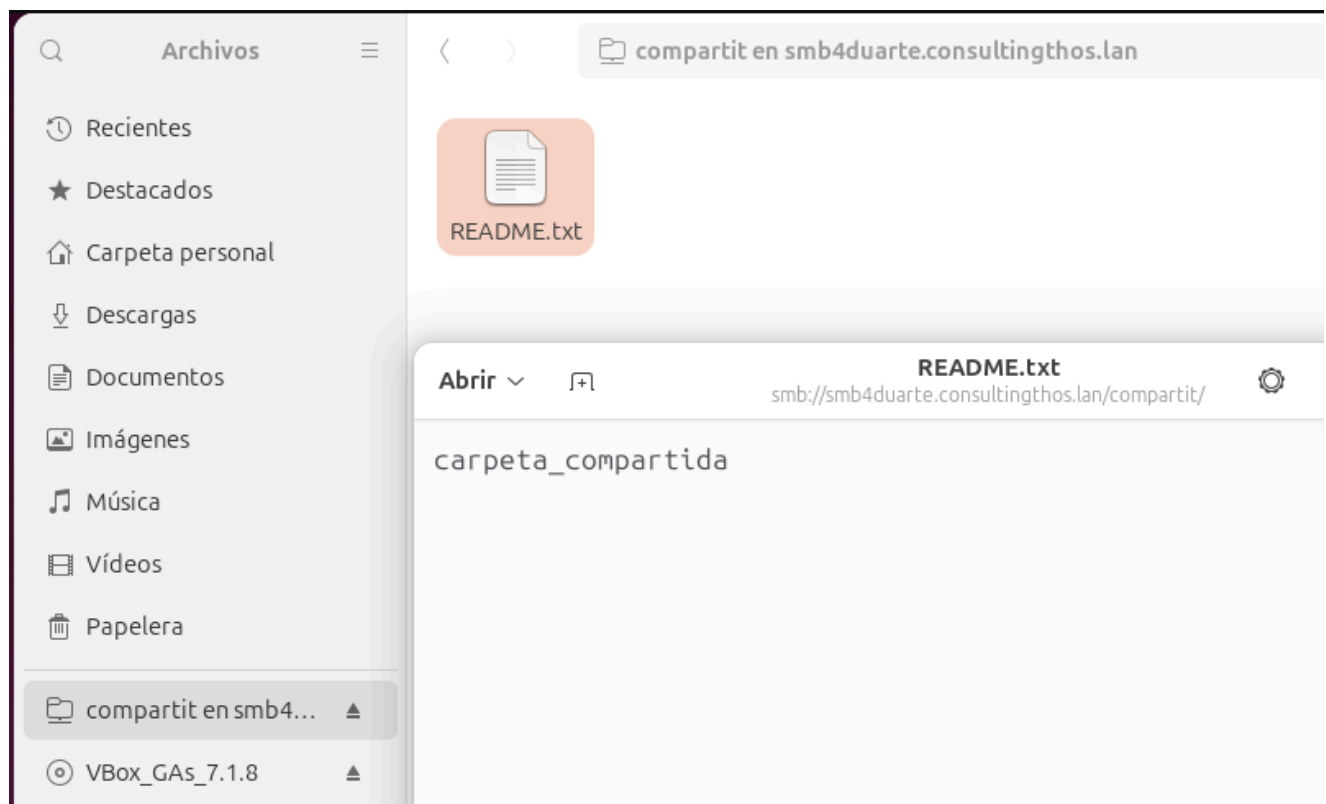 Archivos
compartit en smb4duarte.consultingthos.lan
Recientes
Destacados
Carpeta personal
Descargas
Documentos
Imágenes
Música
Vídeos
Papelera
compartit en smb4...
VBox_GAs_7.1.8
README.txt
Abrir
README.txt
smb://smb4duarte.consultingthos.lan/compartit/
carpeta_compartida